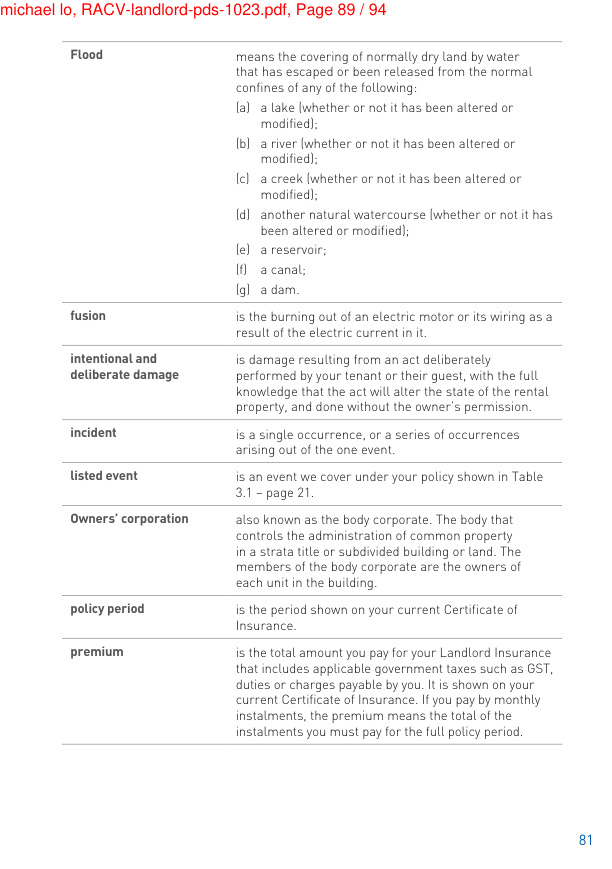 michael lo, RACV-landlord-pds-1023.pdf, Page 89 / 94
Flood
means the covering of normally dry land by water
that has escaped or been released from the normal
confines of any of the following:
(a) a lake (whether or not it has been altered or
modified);
(b) a river (whether or not it has been altered or
modified);
(c) a creek (whether or not it has been altered or
modified);
(d) another natural watercourse (whether or not it has
been altered or modified);
(e) a reservoir;
(f) a canal;
(g) a dam.
fusion
is the burning out of an electric motor or its wiring as a
result of the electric current in it.
intentional and
deliberate damage
is damage resulting from an act deliberately
performed by your tenant or their guest, with the full
knowledge that the act will alter the state of the rental
property, and done without the owner's permission.
incident
is a single occurrence, or a series of occurrences
arising out of the one event.
listed event
is an event we cover under your policy shown in Table
3.1 – page 21.
Owners' corporation
also known as the body corporate. The body that
controls the administration of common property
in a strata title or subdivided building or land. The
members of the body corporate are the owners of
each unit in the building.
policy period
is the period shown on your current Certificate of
Insurance.
premium
is the total amount you pay for your Landlord Insurance
that includes applicable government taxes such as GST,
duties or charges payable by you. It is shown on your
current Certificate of Insurance. If you pay by monthly
instalments, the premium means the total of the
instalments you must pay for the full policy period.
81